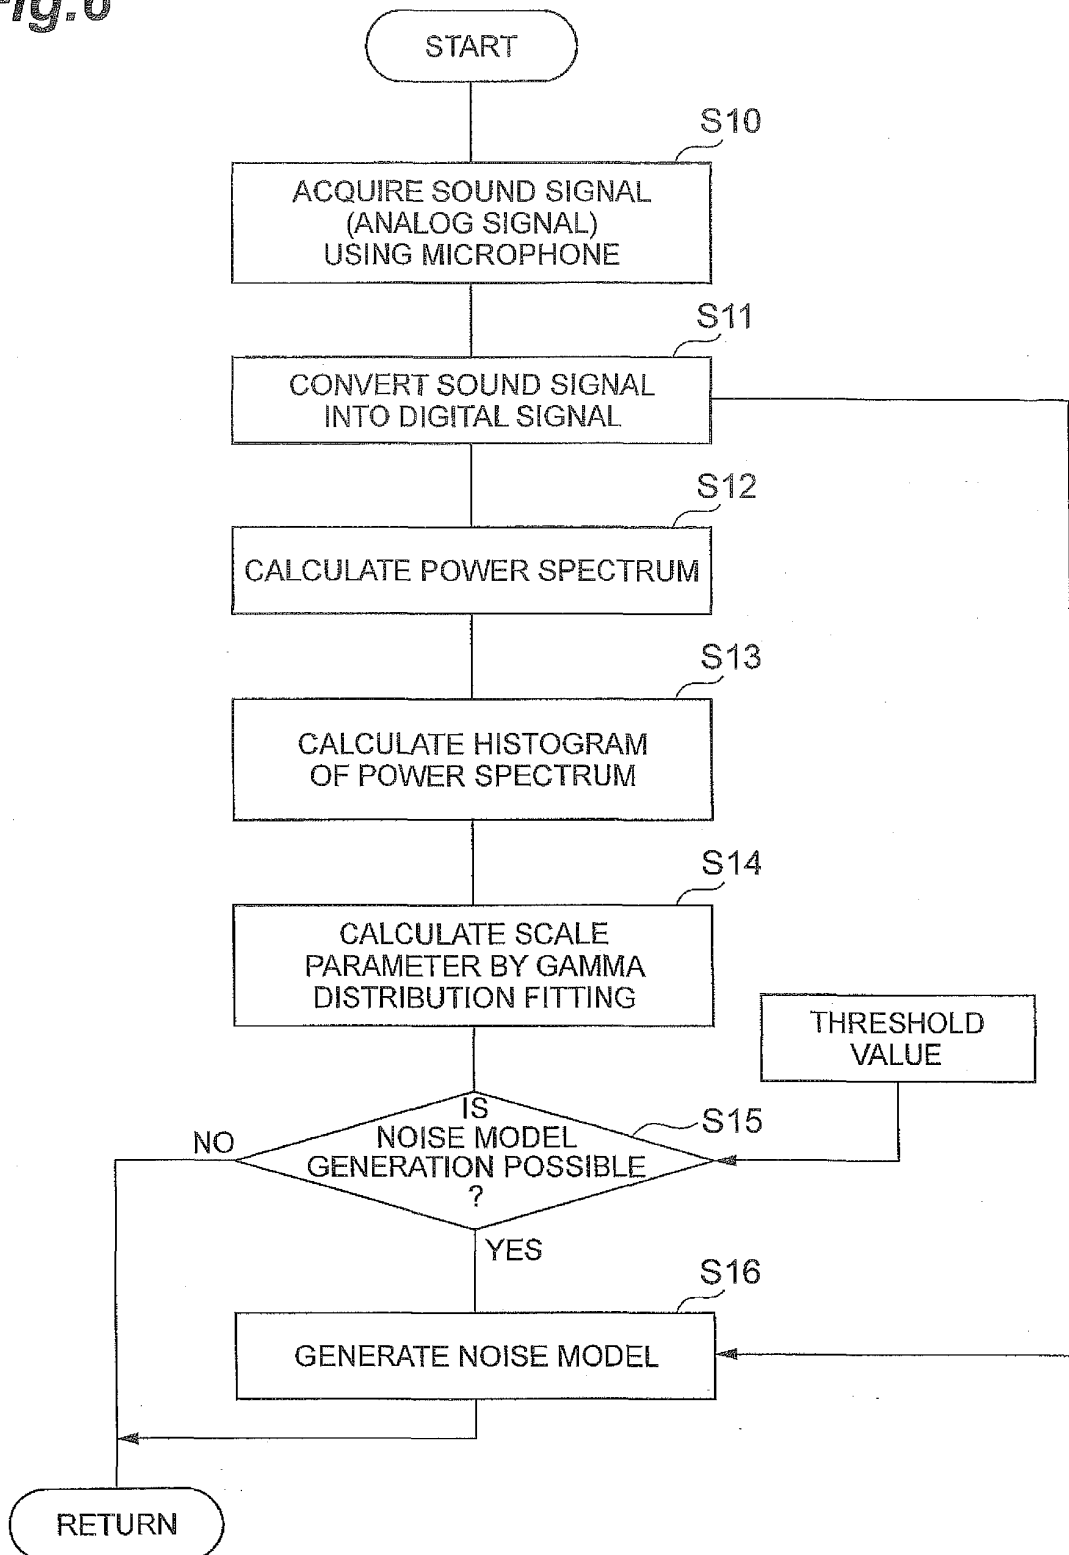 Fig.6
START
S10
ACQUIRE SOUND SIGNAL
(ANALOG SIGNAL)
USING MICROPHONE
S11
CONVERT SOUND SIGNAL
INTO DIGITAL SIGNAL
S12
CALCULATE POWER SPECTRUM
S13
CALCULATE HISTOGRAM
OF POWER SPECTRUM
S14
CALCULATE SCALE
PARAMETER BY GAMMA
DISTRIBUTION FITTING
THRESHOLD
VALUE
S15
IS
NOISE MODEL
GENERATION POSSIBLE
?
NO
YES
S16
GENERATE NOISE MODEL
RETURN